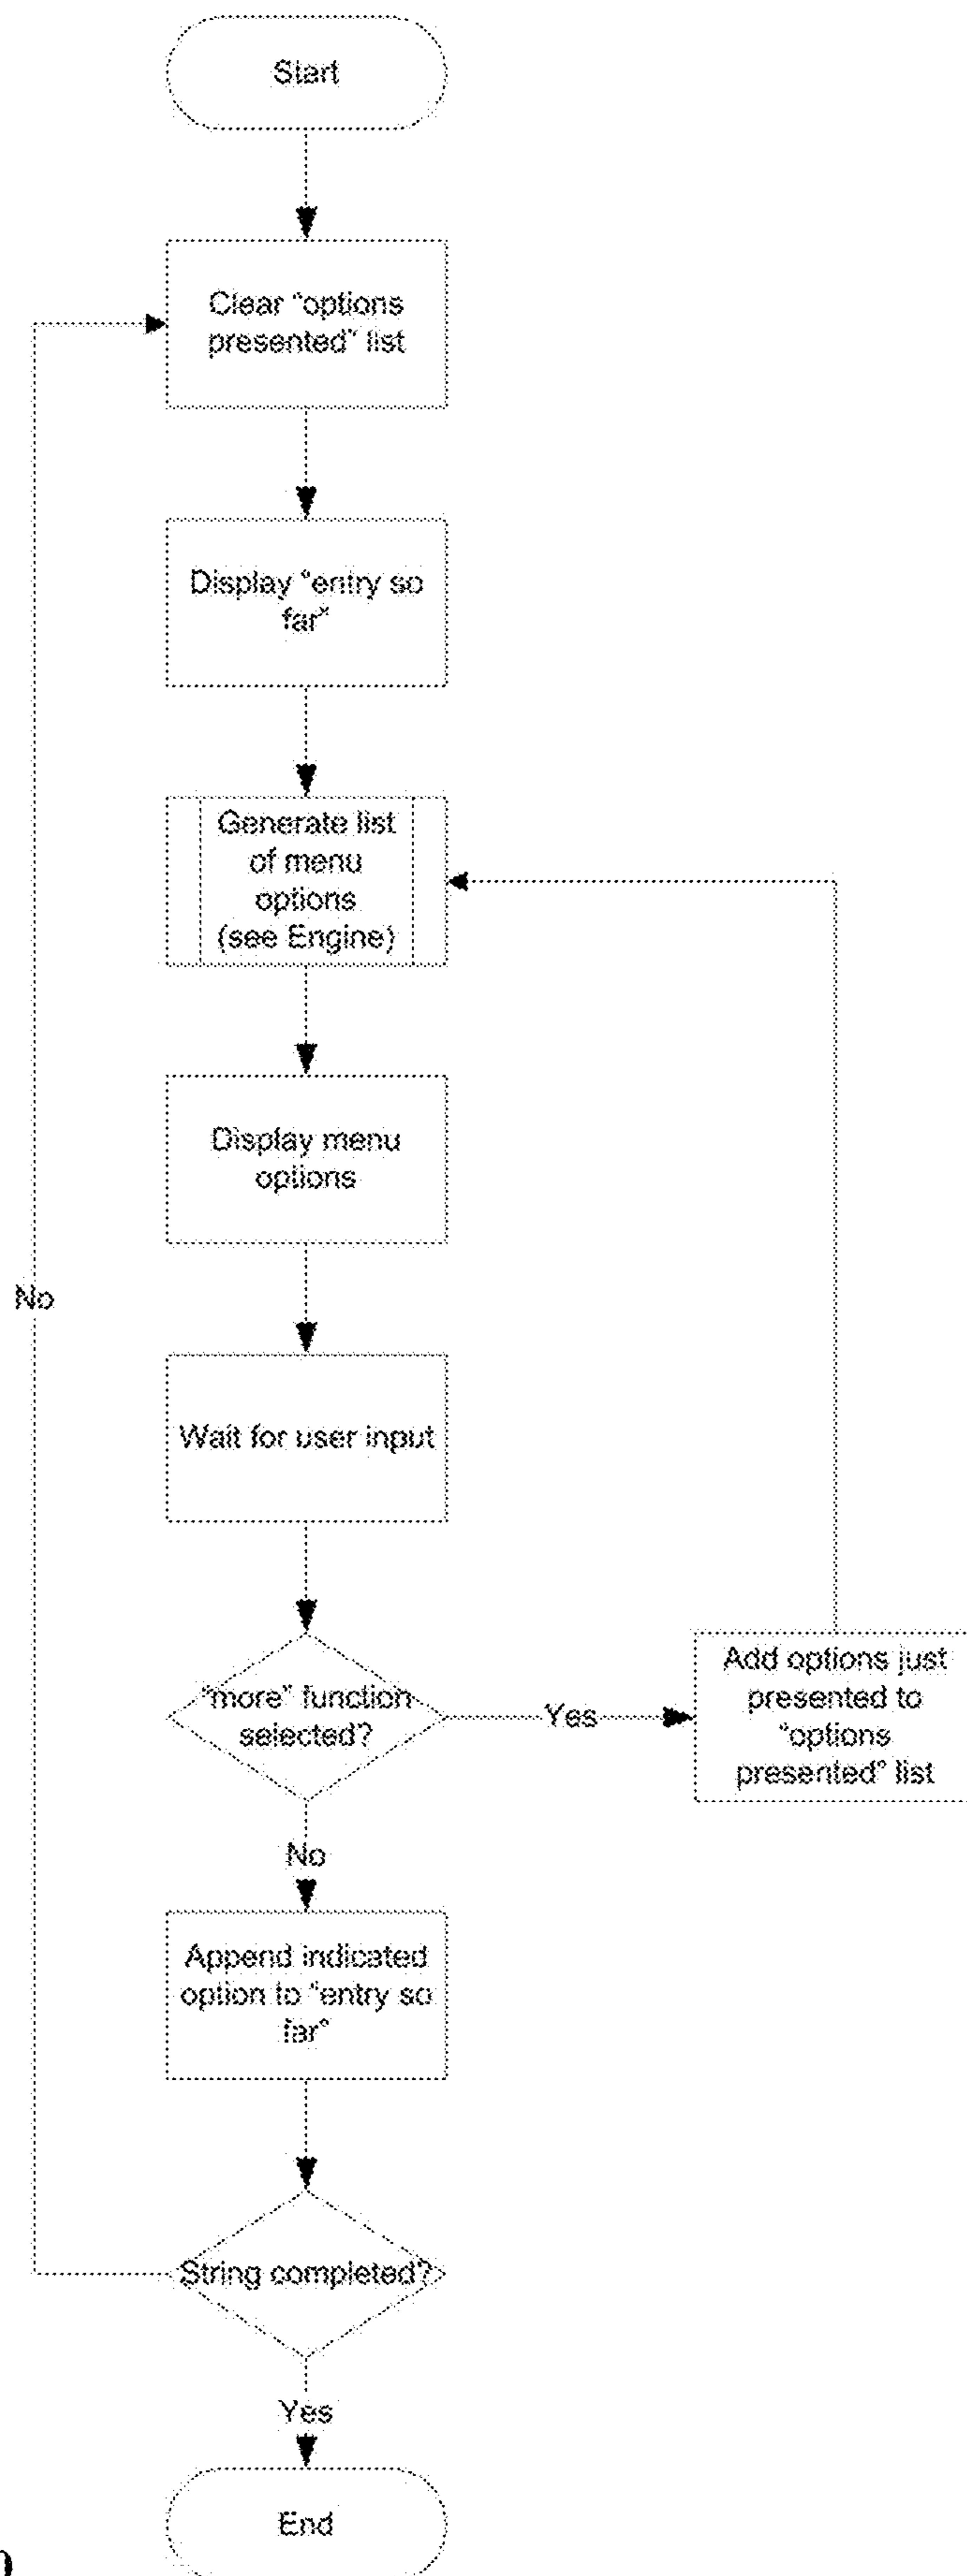 Start
Clear "options
presented" list
Display "entry so
far"
Generate list
of menu
options
(see Engine)
Display menu
options
No
Wait for user input
"more" function
selected?
Yes
Add options just
presented to
"options
presented" list
No
Append indicated
option to "entry so
far"
String completed?
Yes
End